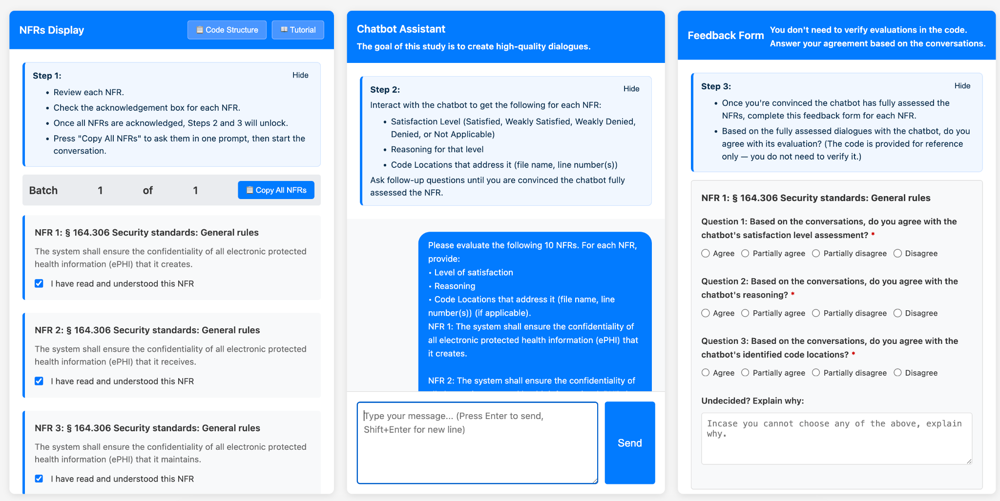 NFRs Display
📋 Code Structure
📖 Tutorial
Step 1:
Hide
• Review each NFR.
• Check the acknowledgement box for each NFR.
• Once all NFRs are acknowledged, Steps 2 and 3 will unlock.
• Press "Copy All NFRs" to ask them in one prompt, then start the
conversation.
Batch 1 of 1
📋 Copy All NFRs
NFR 1: § 164.306 Security standards: General rules
The system shall ensure the confidentiality of all electronic protected
health information (ePHI) that it creates.
I have read and understood this NFR
NFR 2: § 164.306 Security standards: General rules
The system shall ensure the confidentiality of all electronic protected
health information (ePHI) that it receives.
I have read and understood this NFR
NFR 3: § 164.306 Security standards: General rules
The system shall ensure the confidentiality of all electronic protected
health information (ePHI) that it maintains.
I have read and understood this NFR
Chatbot Assistant
The goal of this study is to create high-quality dialogues.
Step 2:
Hide
Interact with the chatbot to get the following for each NFR:
• Satisfaction Level (Satisfied, Weakly Satisfied, Weakly Denied,
Denied, or Not Applicable)
• Reasoning for that level
• Code Locations that address it (file name, line number(s))
Ask follow-up questions until you are convinced the chatbot fully
assessed the NFR.
Please evaluate the following 10 NFRs. For each NFR,
provide:
• Level of satisfaction
• Reasoning
• Code Locations that address it (file name, line
number(s)) (if applicable).
NFR 1: The system shall ensure the confidentiality of
all electronic protected health information (ePHI) that
it creates.
NFR 2: The system shall ensure the confidentiality of
Type your message... (Press Enter to send,
Shift+Enter for new line)
Send
Feedback Form
You don't need to verify evaluations in the code.
Answer your agreement based on the conversations.
Step 3:
Hide
• Once you're convinced the chatbot has fully assessed the
NFRs, complete this feedback form for each NFR.
• Based on the fully assessed dialogues with the chatbot, do you
agree with its evaluation? (The code is provided for reference
only — you do not need to verify it.)
NFR 1: § 164.306 Security standards: General rules
Question 1: Based on the conversations, do you agree with the
chatbot's satisfaction level assessment? *
Agree Partially agree Partially disagree Disagree
Question 2: Based on the conversations, do you agree with the
chatbot's reasoning? *
Agree Partially agree Partially disagree Disagree
Question 3: Based on the conversations, do you agree with the
chatbot's identified code locations? *
Agree Partially agree Partially disagree Disagree
Undecided? Explain why:
Incase you cannot choose any of the above, explain
why.